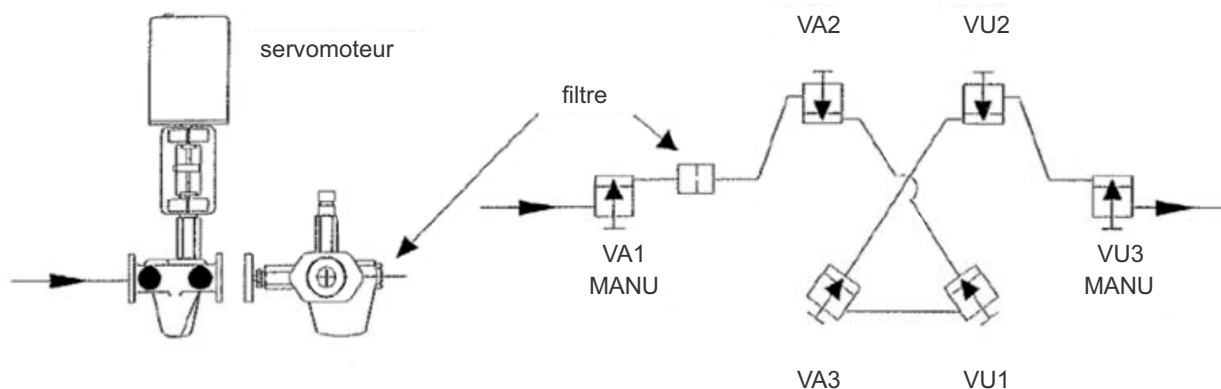 servomoteur
filtre
VA2
VU2
VA1
MANU
VU3
MANU
VA3
VU1